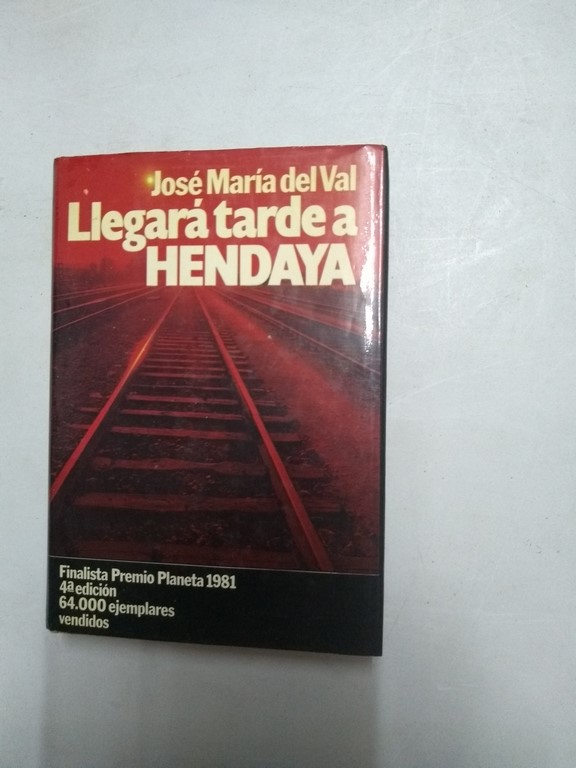 José María del Val
Llegará tarde a
HENDAYA
Finalista Premio Planeta 1981
4ª edición
64.000 ejemplares
vendidos